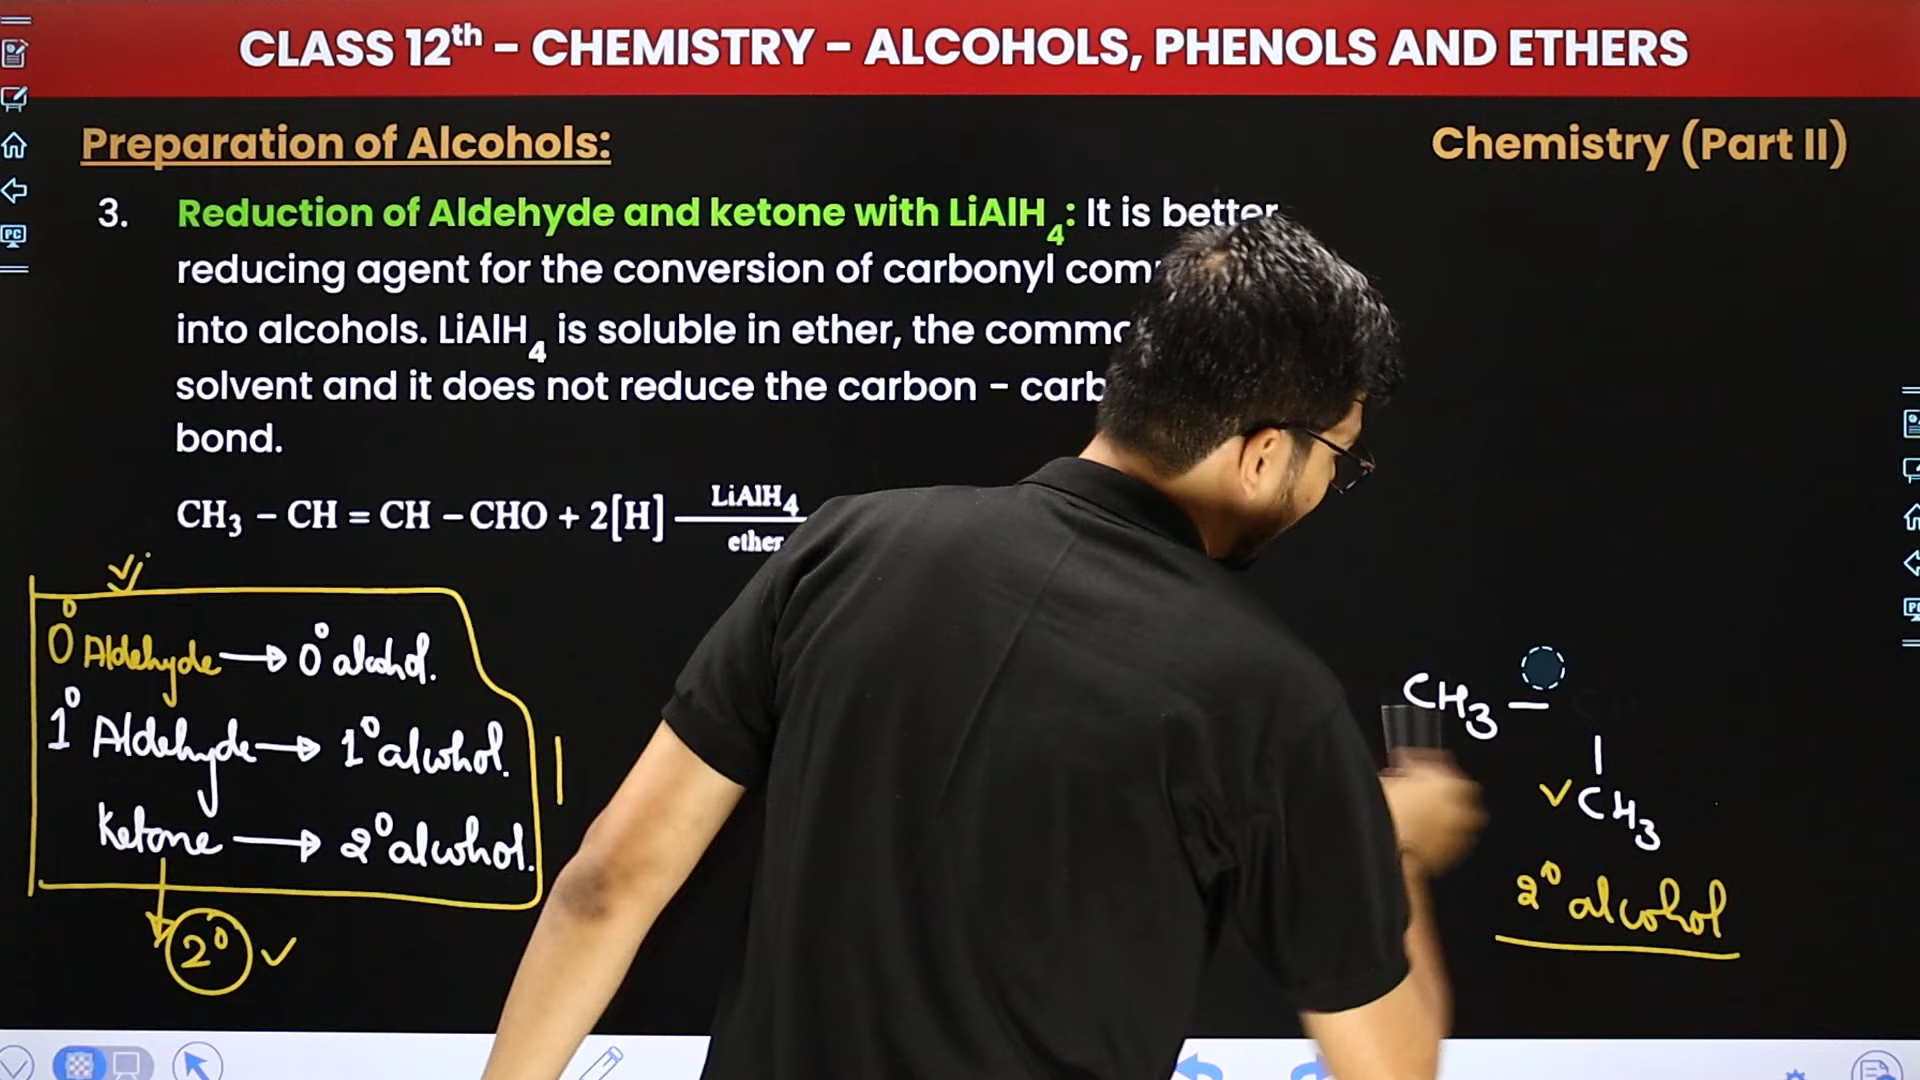 CLASS 12th – CHEMISTRY – ALCOHOLS, PHENOLS AND ETHERS
Preparation of Alcohols:
Chemistry (Part II)
3. Reduction of Aldehyde and ketone with LiAlH4: It is better
reducing agent for the conversion of carbonyl
into alcohols. LiAlH4 is soluble in ether, the
solvent and it does not reduce the carbon –
bond.
CH3 – CH = CH – CHO + 2[H] LiAlH4
ether
0° Aldehyde → 0° alcohol.
1° Aldehyde → 1° alcohol.
Ketone → 2° alcohol.
2° ✓
CH3 –
✓ CH3
2° alcohol